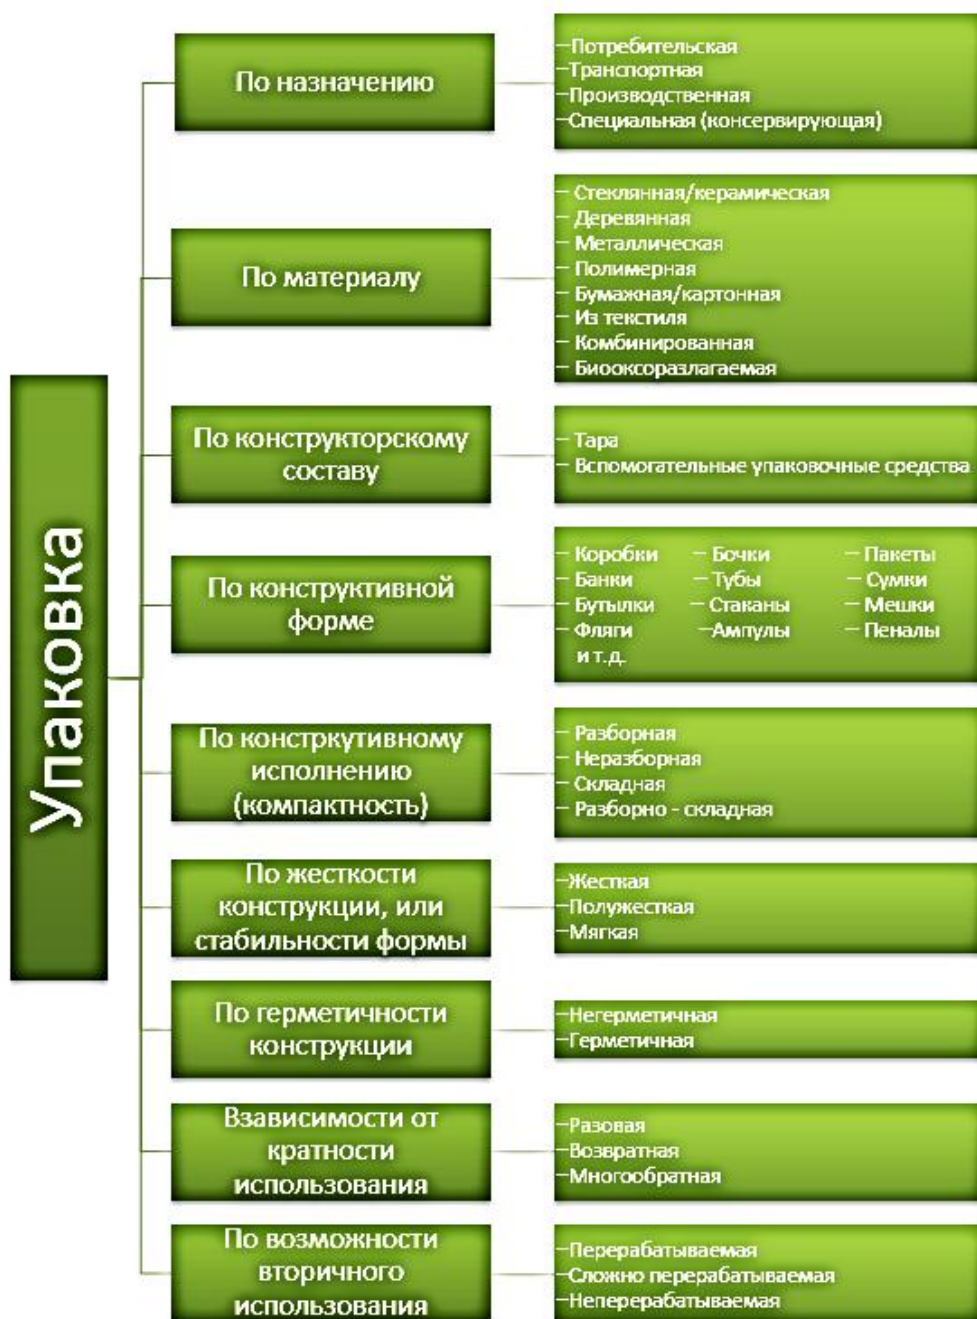 Упаковка
По назначению
–Потребительская
–Транспортная
–Производственная
–Специальная (консервирующая)
По материалу
– Стеклянная/керамическая
– Деревянная
– Металлическая
– Полимерная
– Бумажная/картонная
– Из текстиля
– Комбинированная
– Биооксоразлагаемая
По конструкторскому
составу
– Тара
– Вспомогательные упаковочные средства
По конструктивной
форме
– Коробки – Бочки – Пакеты
– Банки – Тубы – Сумки
– Бутылки – Стаканы – Мешки
– Фляги –Ампулы – Пеналы
и т.д.
По констркутивному
исполнению
(компактность)
– Разборная
– Неразборная
– Складная
– Разборно - складная
По жесткости
конструкции, или
стабильности формы
–Жесткая
–Полужесткая
–Мягкая
По герметичности
конструкции
–Негерметичная
–Герметичная
Взависимости от
кратности
использования
– Разовая
– Возвратная
– Многообратная
По возможности
вторичного
использования
–Перерабатываемая
–Сложно перерабатываемая
–Неперерабатываемая